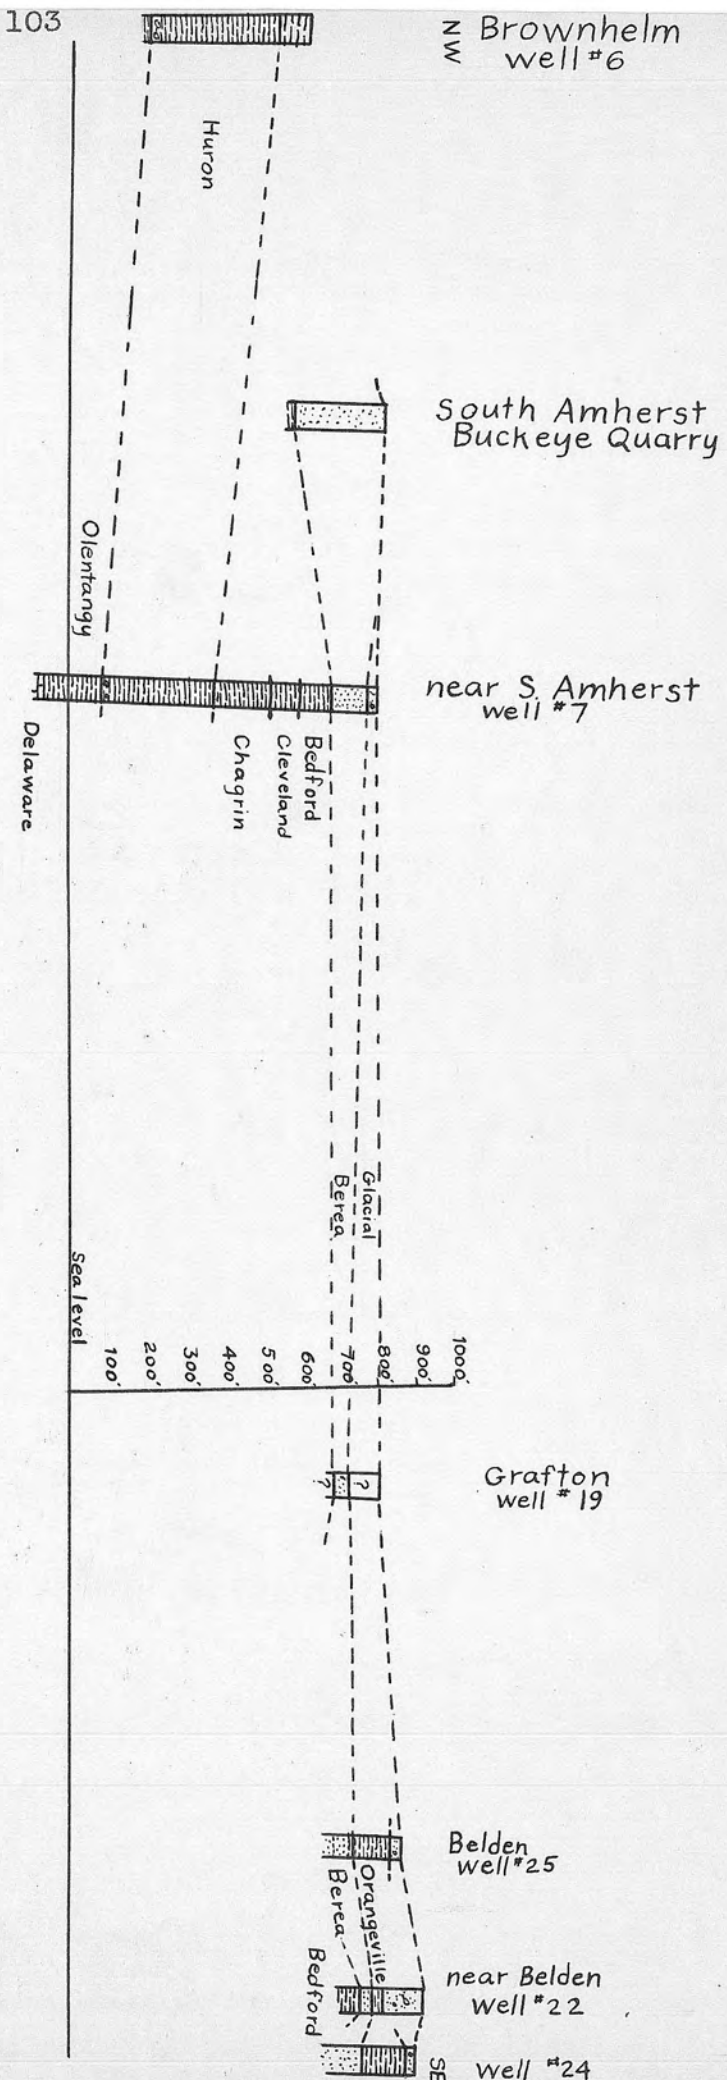 103
NW
Brownhelm
well #6
Huron
South Amherst
Buckeye Quarry
Olentangy
near S. Amherst
well #7
Delaware
Chagrin
Cleveland
Bedford
Glacial
Berea
Sea level
100'
200'
300'
400'
500'
600'
700'
800'
900'
1000'
Grafton
well #19
?
?
Belden
well #25
Orangeville
Berea
Bedford
near Belden
well #22
SE
well #24